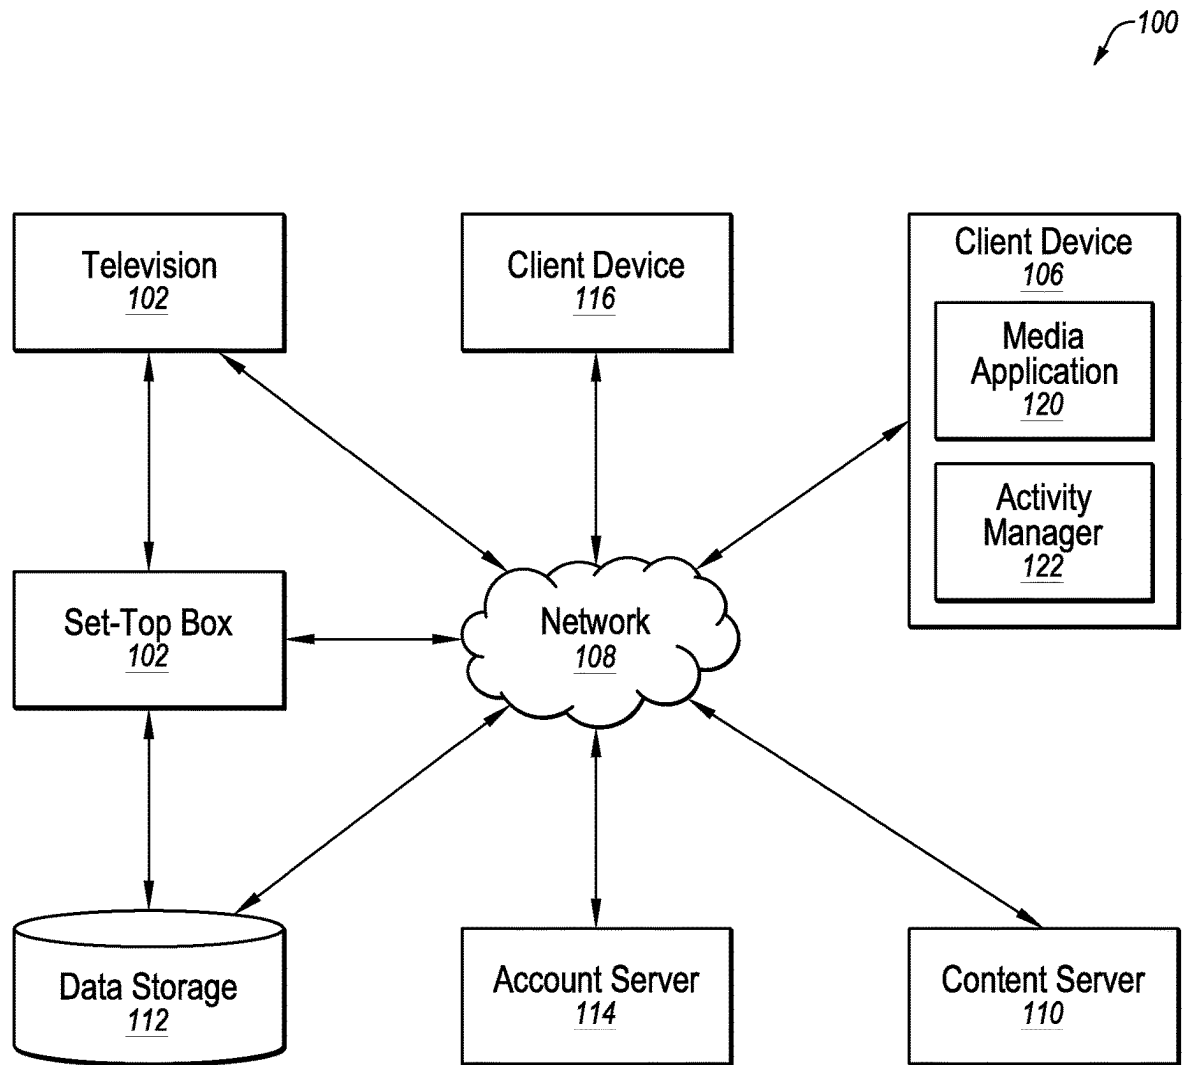 100
Television
102
Client Device
116
Client Device
106
Media
Application
120
Activity
Manager
122
Set-Top Box
102
Network
108
Data Storage
112
Account Server
114
Content Server
110